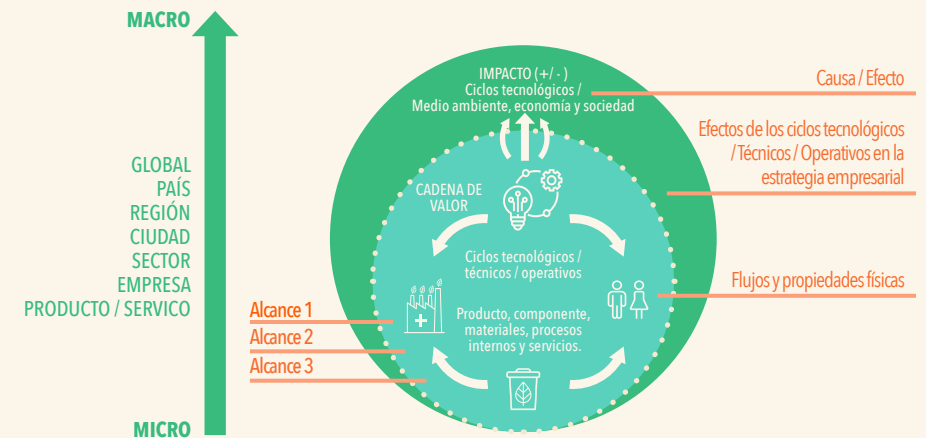 MACRO
GLOBAL
PAÍS
REGIÓN
CIUDAD
SECTOR
EMPRESA
PRODUCTO / SERVICO
MICRO
IMPACTO (+/ - )
Ciclos tecnológicos /
Medio ambiente, economía y sociedad
CADENA DE
VALOR
Ciclos tecnológicos /
técnicos / operativos
Producto, componente,
materiales, procesos
internos y servicios.
Alcance 1
Alcance 2
Alcance 3
Causa / Efecto
Efectos de los ciclos tecnológicos
/ Técnicos / Operativos en la
estrategia empresarial
Flujos y propiedades físicas